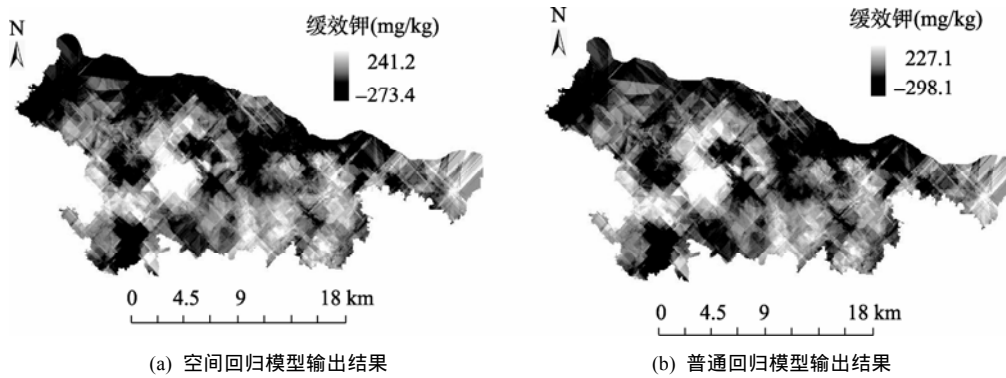 N
缓效钾(mg/kg)
241.2
−273.4
0 4.5 9 18 km
(a) 空间回归模型输出结果
N
缓效钾(mg/kg)
227.1
−298.1
0 4.5 9 18 km
(b) 普通回归模型输出结果